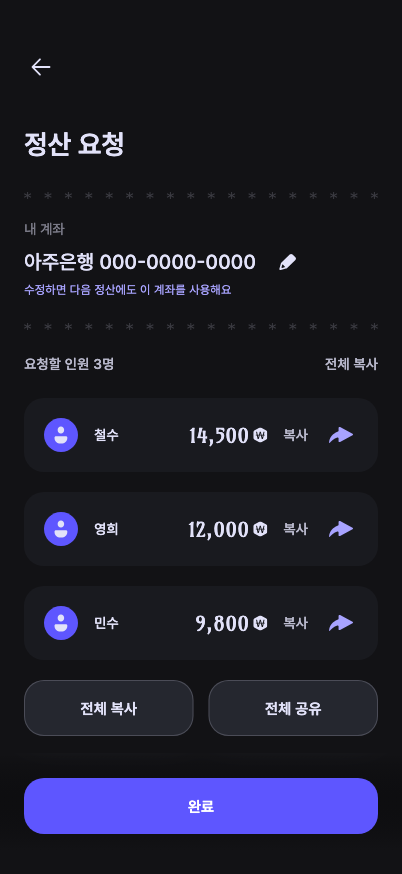 정산 요청
* * * * * * * * * * * * * * * * * *
내 계좌
아주은행 000-0000-0000
수정하면 다음 정산에도 이 계좌를 사용해요
* * * * * * * * * * * * * * * * * *
요청할 인원 3명 전체 복사
철수 14,500 ₩ 복사
영희 12,000 ₩ 복사
민수 9,800 ₩ 복사
전체 복사 전체 공유
완료